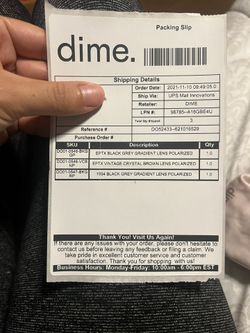 Packing Slip
dime.
Shipping Details
Order Date: 2021-11-10 09:49:05.0
Ship Via: UPS Mail Innovations
Retailer: DIME
LPN #:
Total Qty Shipped: 3
Reference #
Purchase Order #
SKU Description Qty
EPTX BLACK GREY GRADIENT LENS POLARIZED 1.0
EPTX VINTAGE CRYSTAL BROWN LENS POLARIZED 1.0
1994 BLACK GREY GRADIENT LENS POLARIZED 1.0
Thank You! Visit Us Again!
If there are any issues with your order, please don't hesitate to
contact us before leaving any feedback or filing a claim. We
take pride in excellent customer service and customer
satisfaction. Thank you for shopping with us!
Business Hours: Monday-Friday: 10:00am - 6:00pm EST